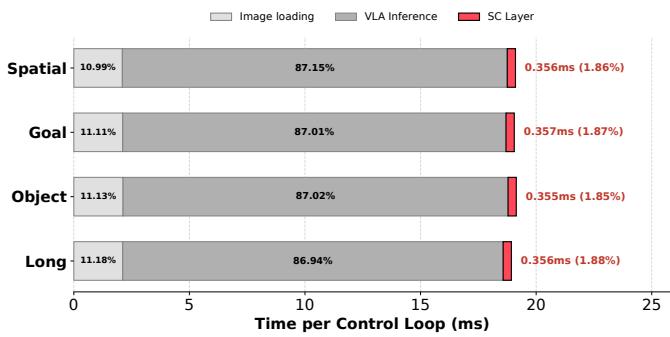 Image loading VLA Inference SC Layer
Spatial 10.99% 87.15% 0.356ms (1.86%)
Goal 11.11% 87.01% 0.357ms (1.87%)
Object 11.13% 87.02% 0.355ms (1.85%)
Long 11.18% 86.94% 0.356ms (1.88%)
0 5 10 15 20 25
Time per Control Loop (ms)